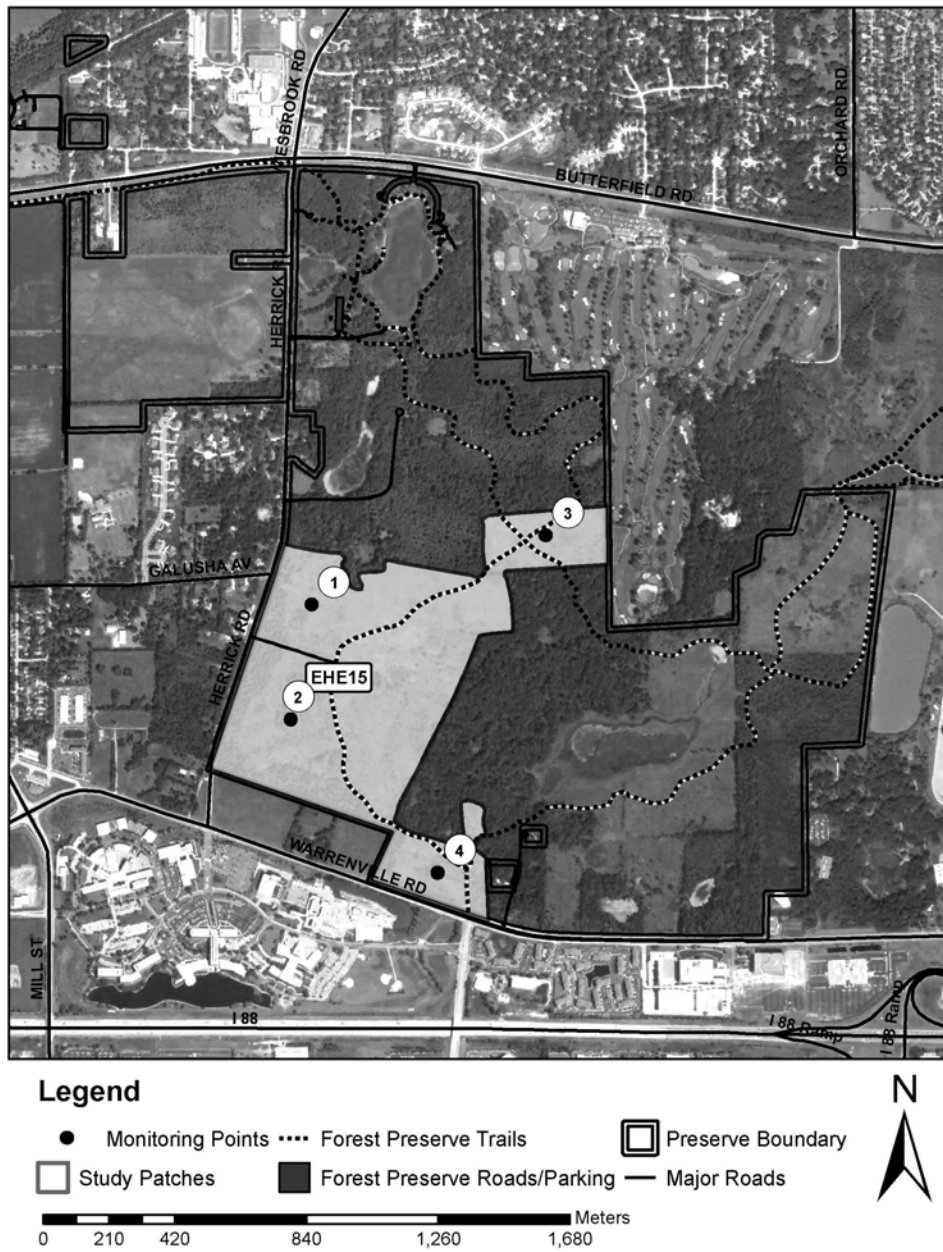 ESBROOK RD
ORCHARD RD
BUTTERFIELD RD
HERRICK RD
3
GALUSHA AV
1
HERRICK RD
EHE15
2
4
WARRENVILLE RD
MILL ST
I 88
I 88 Ramp
I 88 Ramp
Legend
Monitoring Points Forest Preserve Trails Preserve Boundary
Study Patches Forest Preserve Roads/Parking Major Roads
N
Meters
0 210 420 840 1,260 1,680